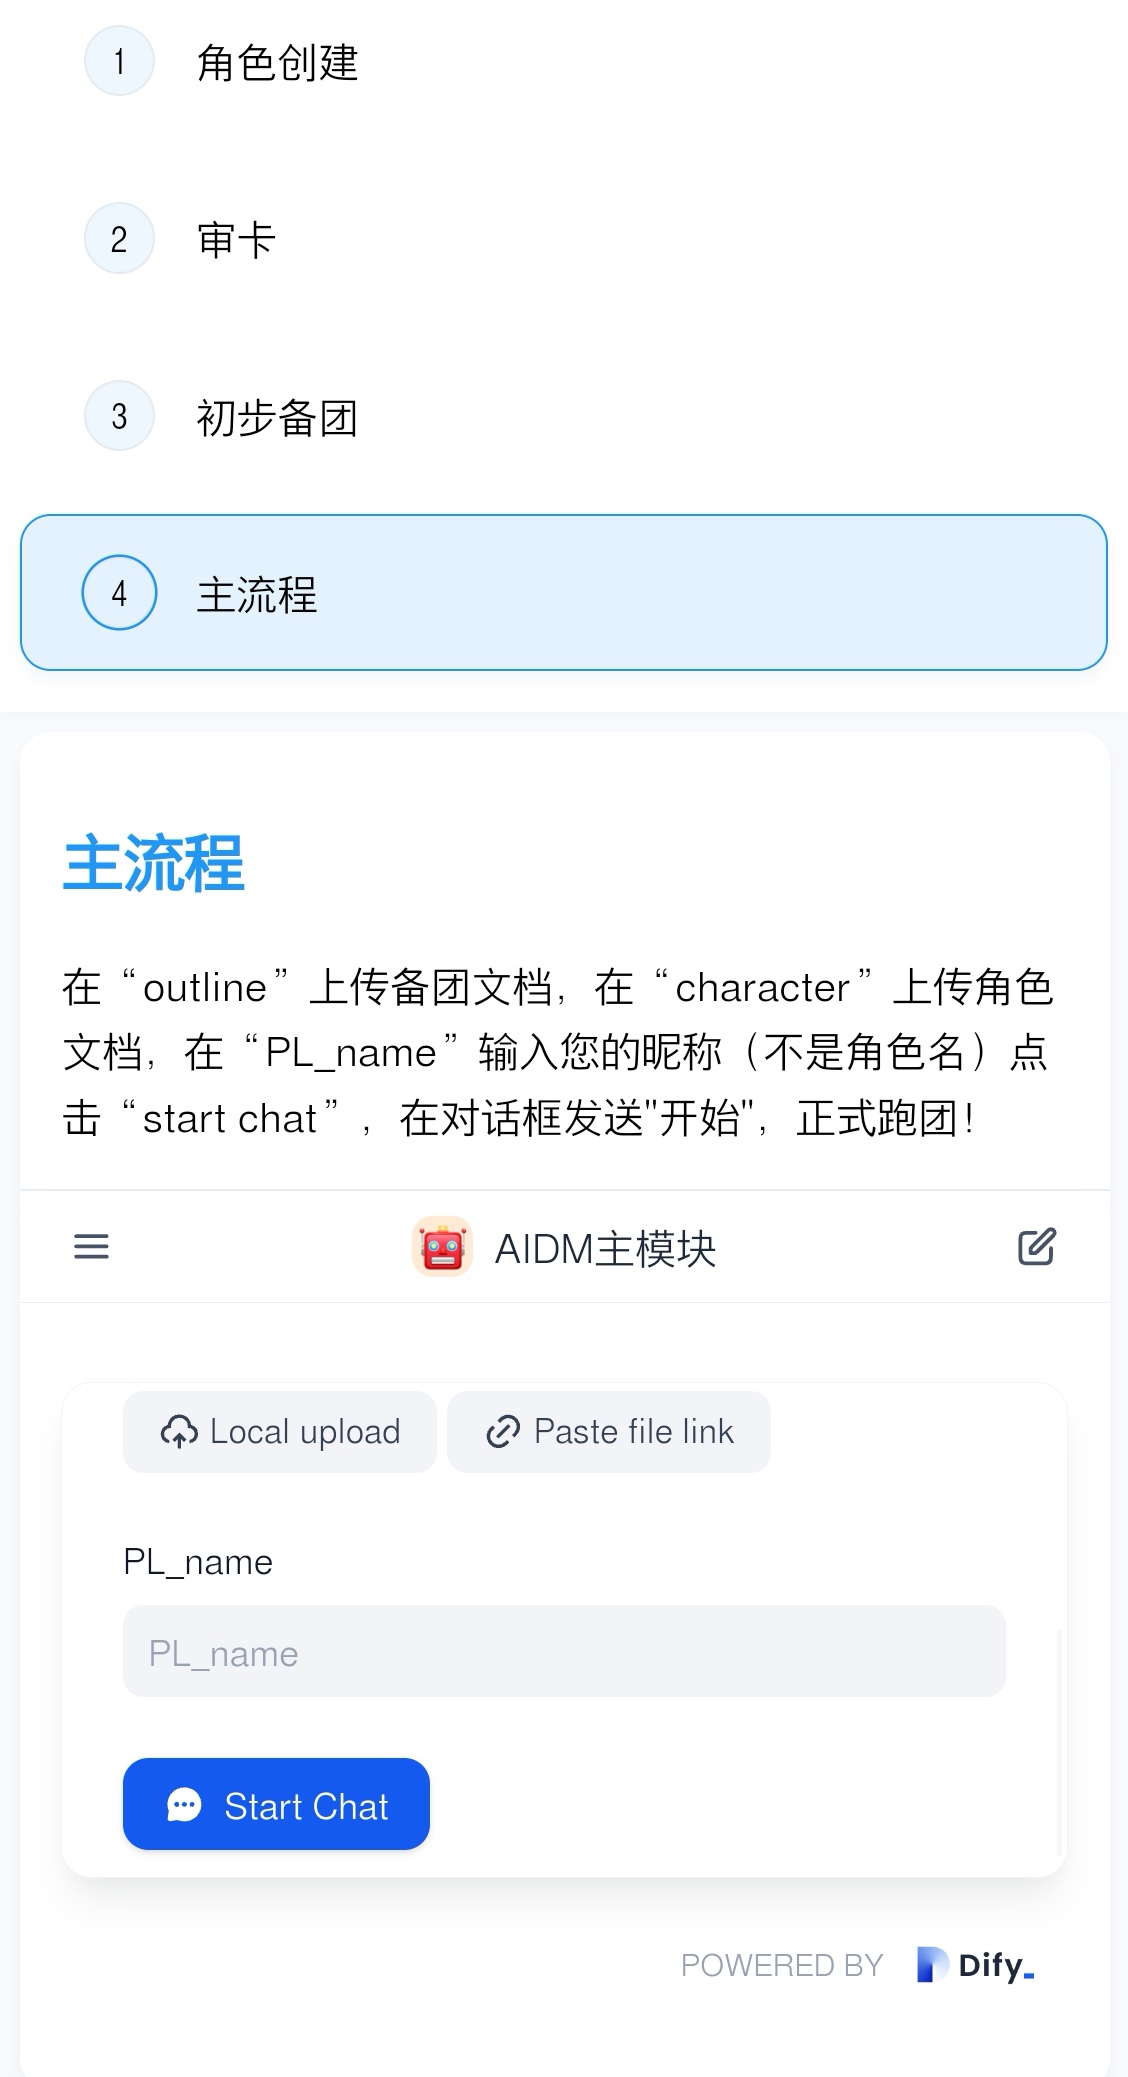 1 角色创建
2 审卡
3 初步备团
4 主流程
主流程
在“outline”上传备团文档，在“character”上传角色
文档，在“PL_name”输入您的昵称（不是角色名）点
击“start chat”，在对话框发送"开始"，正式跑团！
AIDM主模块
Local upload Paste file link
PL_name
PL_name
Start Chat
POWERED BY Dify_